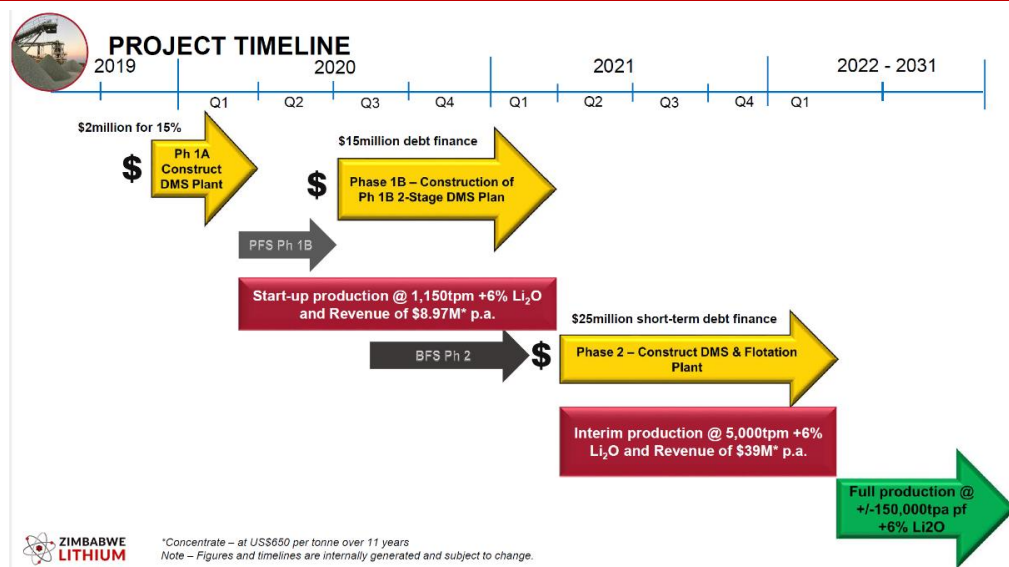 PROJECT TIMELINE
2019
2020
2021
2022 - 2031
Q1
Q2
Q3
Q4
Q1
Q2
Q3
Q4
Q1
$2million for 15%
$
Ph 1A
Construct
DMS Plant
$15million debt finance
$
Phase 1B – Construction of
Ph 1B 2-Stage DMS Plan
PFS Ph 1B
Start-up production @ 1,150tpm +6% Li₂O
and Revenue of $8.97M* p.a.
$25million short-term debt finance
BFS Ph 2
$
Phase 2 – Construct DMS & Flotation
Plant
Interim production @ 5,000tpm +6%
Li₂O and Revenue of $39M* p.a.
Full production @
+/-150,000tpa pf
+6% Li2O
ZIMBABWE
LITHIUM
*Concentrate – at US$650 per tonne over 11 years
Note – Figures and timelines are internally generated and subject to change.